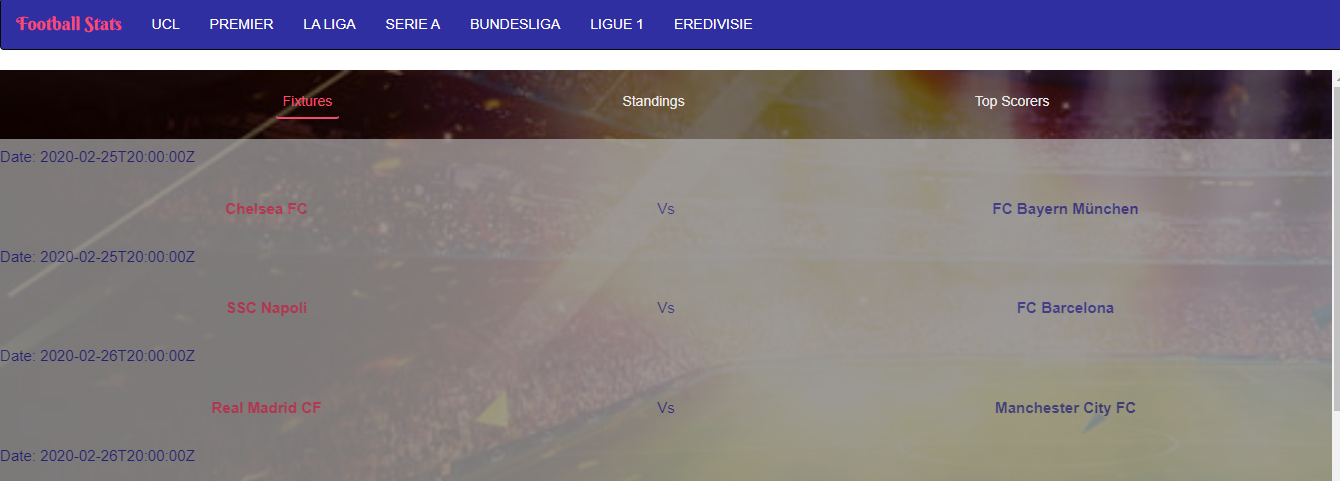 Football Stats UCL PREMIER LA LIGA SERIE A BUNDESLIGA LIGUE 1 EREDIVISIE
Fixtures Standings Top Scorers
Date: 2020-02-25T20:00:00Z
Chelsea FC Vs FC Bayern München
Date: 2020-02-25T20:00:00Z
SSC Napoli Vs FC Barcelona
Date: 2020-02-26T20:00:00Z
Real Madrid CF Vs Manchester City FC
Date: 2020-02-26T20:00:00Z